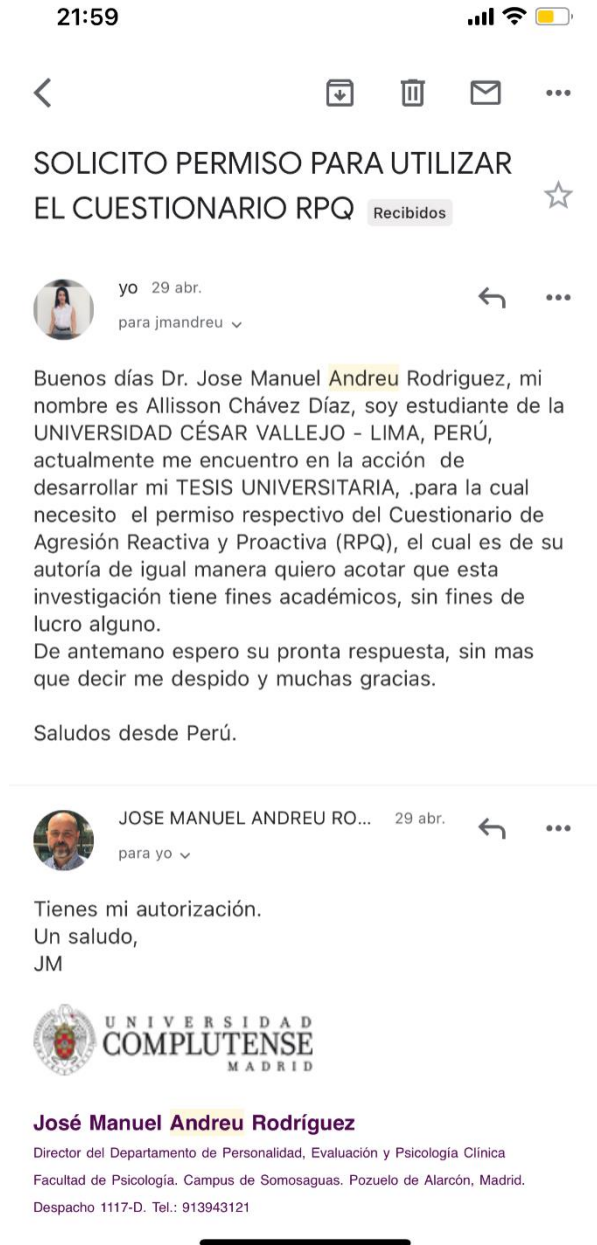 21:59
SOLICITO PERMISO PARA UTILIZAR
EL CUESTIONARIO RPQ Recibidos
yo 29 abr.
para jmandreu
Buenos días Dr. Jose Manuel Andreu Rodriguez, mi
nombre es Allisson Chávez Díaz, soy estudiante de la
UNIVERSIDAD CÉSAR VALLEJO - LIMA, PERÚ,
actualmente me encuentro en la acción de
desarrollar mi TESIS UNIVERSITARIA, .para la cual
necesito el permiso respectivo del Cuestionario de
Agresión Reactiva y Proactiva (RPQ), el cual es de su
autoría de igual manera quiero acotar que esta
investigación tiene fines académicos, sin fines de
lucro alguno.
De antemano espero su pronta respuesta, sin mas
que decir me despido y muchas gracias.
Saludos desde Perú.
JOSE MANUEL ANDREU RO... 29 abr.
para yo
Tienes mi autorización.
Un saludo,
JM
UNIVERSIDAD
COMPLUTENSE
MADRID
José Manuel Andreu Rodríguez
Director del Departamento de Personalidad, Evaluación y Psicología Clínica
Facultad de Psicología. Campus de Somosaguas. Pozuelo de Alarcón, Madrid.
Despacho 1117-D. Tel.: 913943121